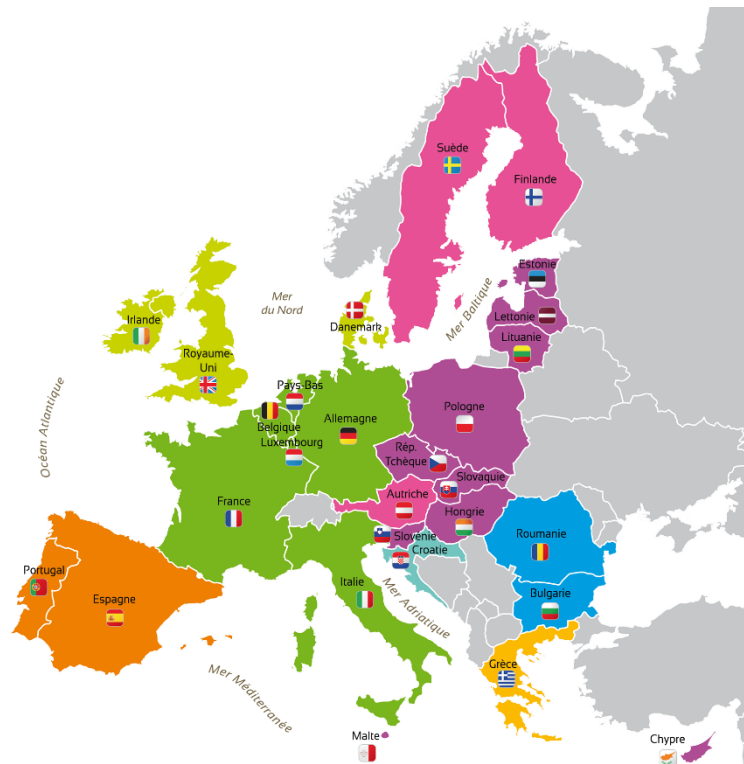 Suède
Finlande
Estonie
Mer
du Nord
Mer Baltique
Irlande
Danemark
Lettonie
Lituanie
Royaume-
Uni
Pays-Bas
Océan Atlantique
Belgique
Allemagne
Pologne
Luxembourg
Rép.
Tchèque
Slovaquie
Autriche
France
Hongrie
Slovénie
Roumanie
Croatie
Portugal
Espagne
Italie
Mer Adriatique
Bulgarie
Mer Méditerranée
Grèce
Malte
Chypre